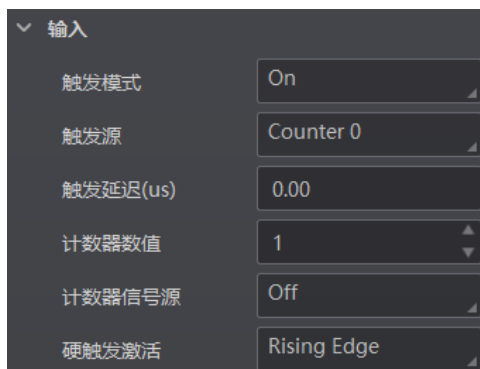 输入
触发模式 On
触发源 Counter 0
触发延迟(us) 0.00
计数器数值 1
计数器信号源 Off
硬触发激活 Rising Edge